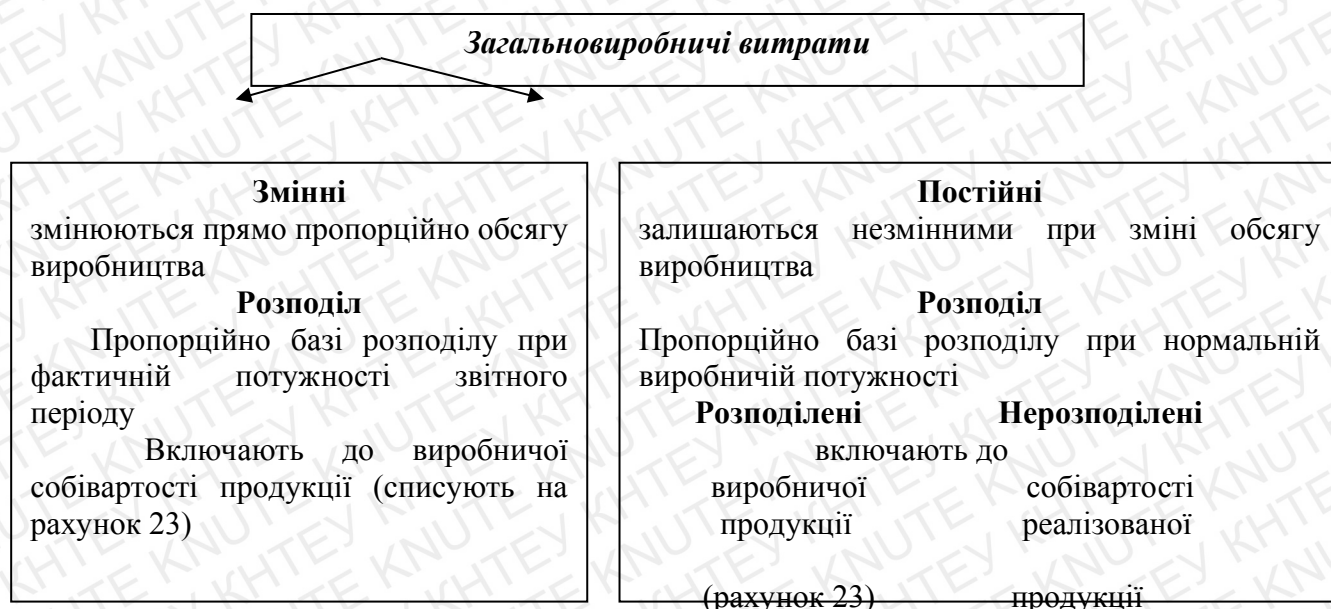 Загальновиробничі витрати
Змінні
змінюються прямо пропорційно обсягу
виробництва
Розподіл
Пропорційно базі розподілу при
фактичній потужності звітного
періоду
Включають до виробничої
собівартості продукції (списують на
рахунок 23)
Постійні
залишаються незмінними при зміні обсягу
виробництва
Розподіл
Пропорційно базі розподілу при нормальній
виробничій потужності
Розподілені Нерозподілені
включають до
виробничої собівартості
продукції реалізованої
(рахунок 23) продукції